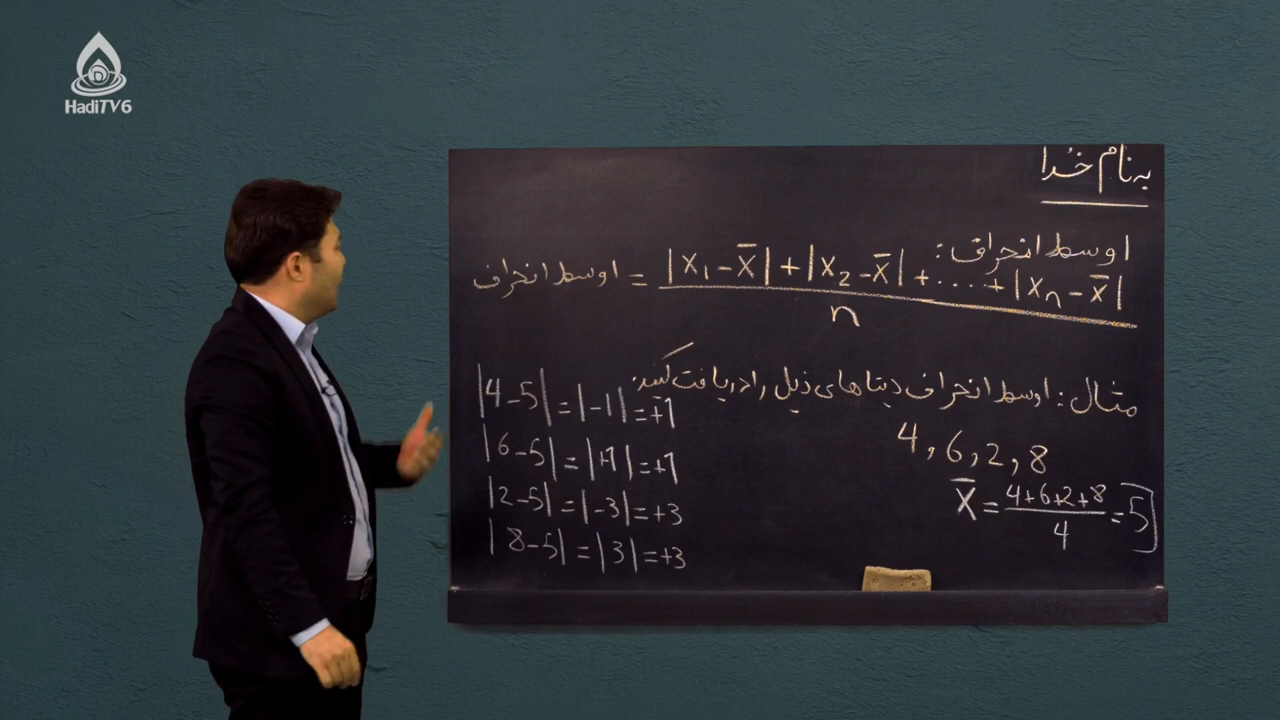 HadiTV6
به نام خدا
اوسط انحراف:
اوسط انحراف = (|x₁ - x̄| + |x₂ - x̄| + .... + |xₙ - x̄|) / n
مثال: اوسط انحراف دیتا های ذیل را دریافت کنید.
4, 6, 2, 8
x̄ = (4+6+2+8) / 4 = 5
|4-5| = |-1| = +1
|6-5| = |+1| = +1
|2-5| = |-3| = +3
|8-5| = |3| = +3